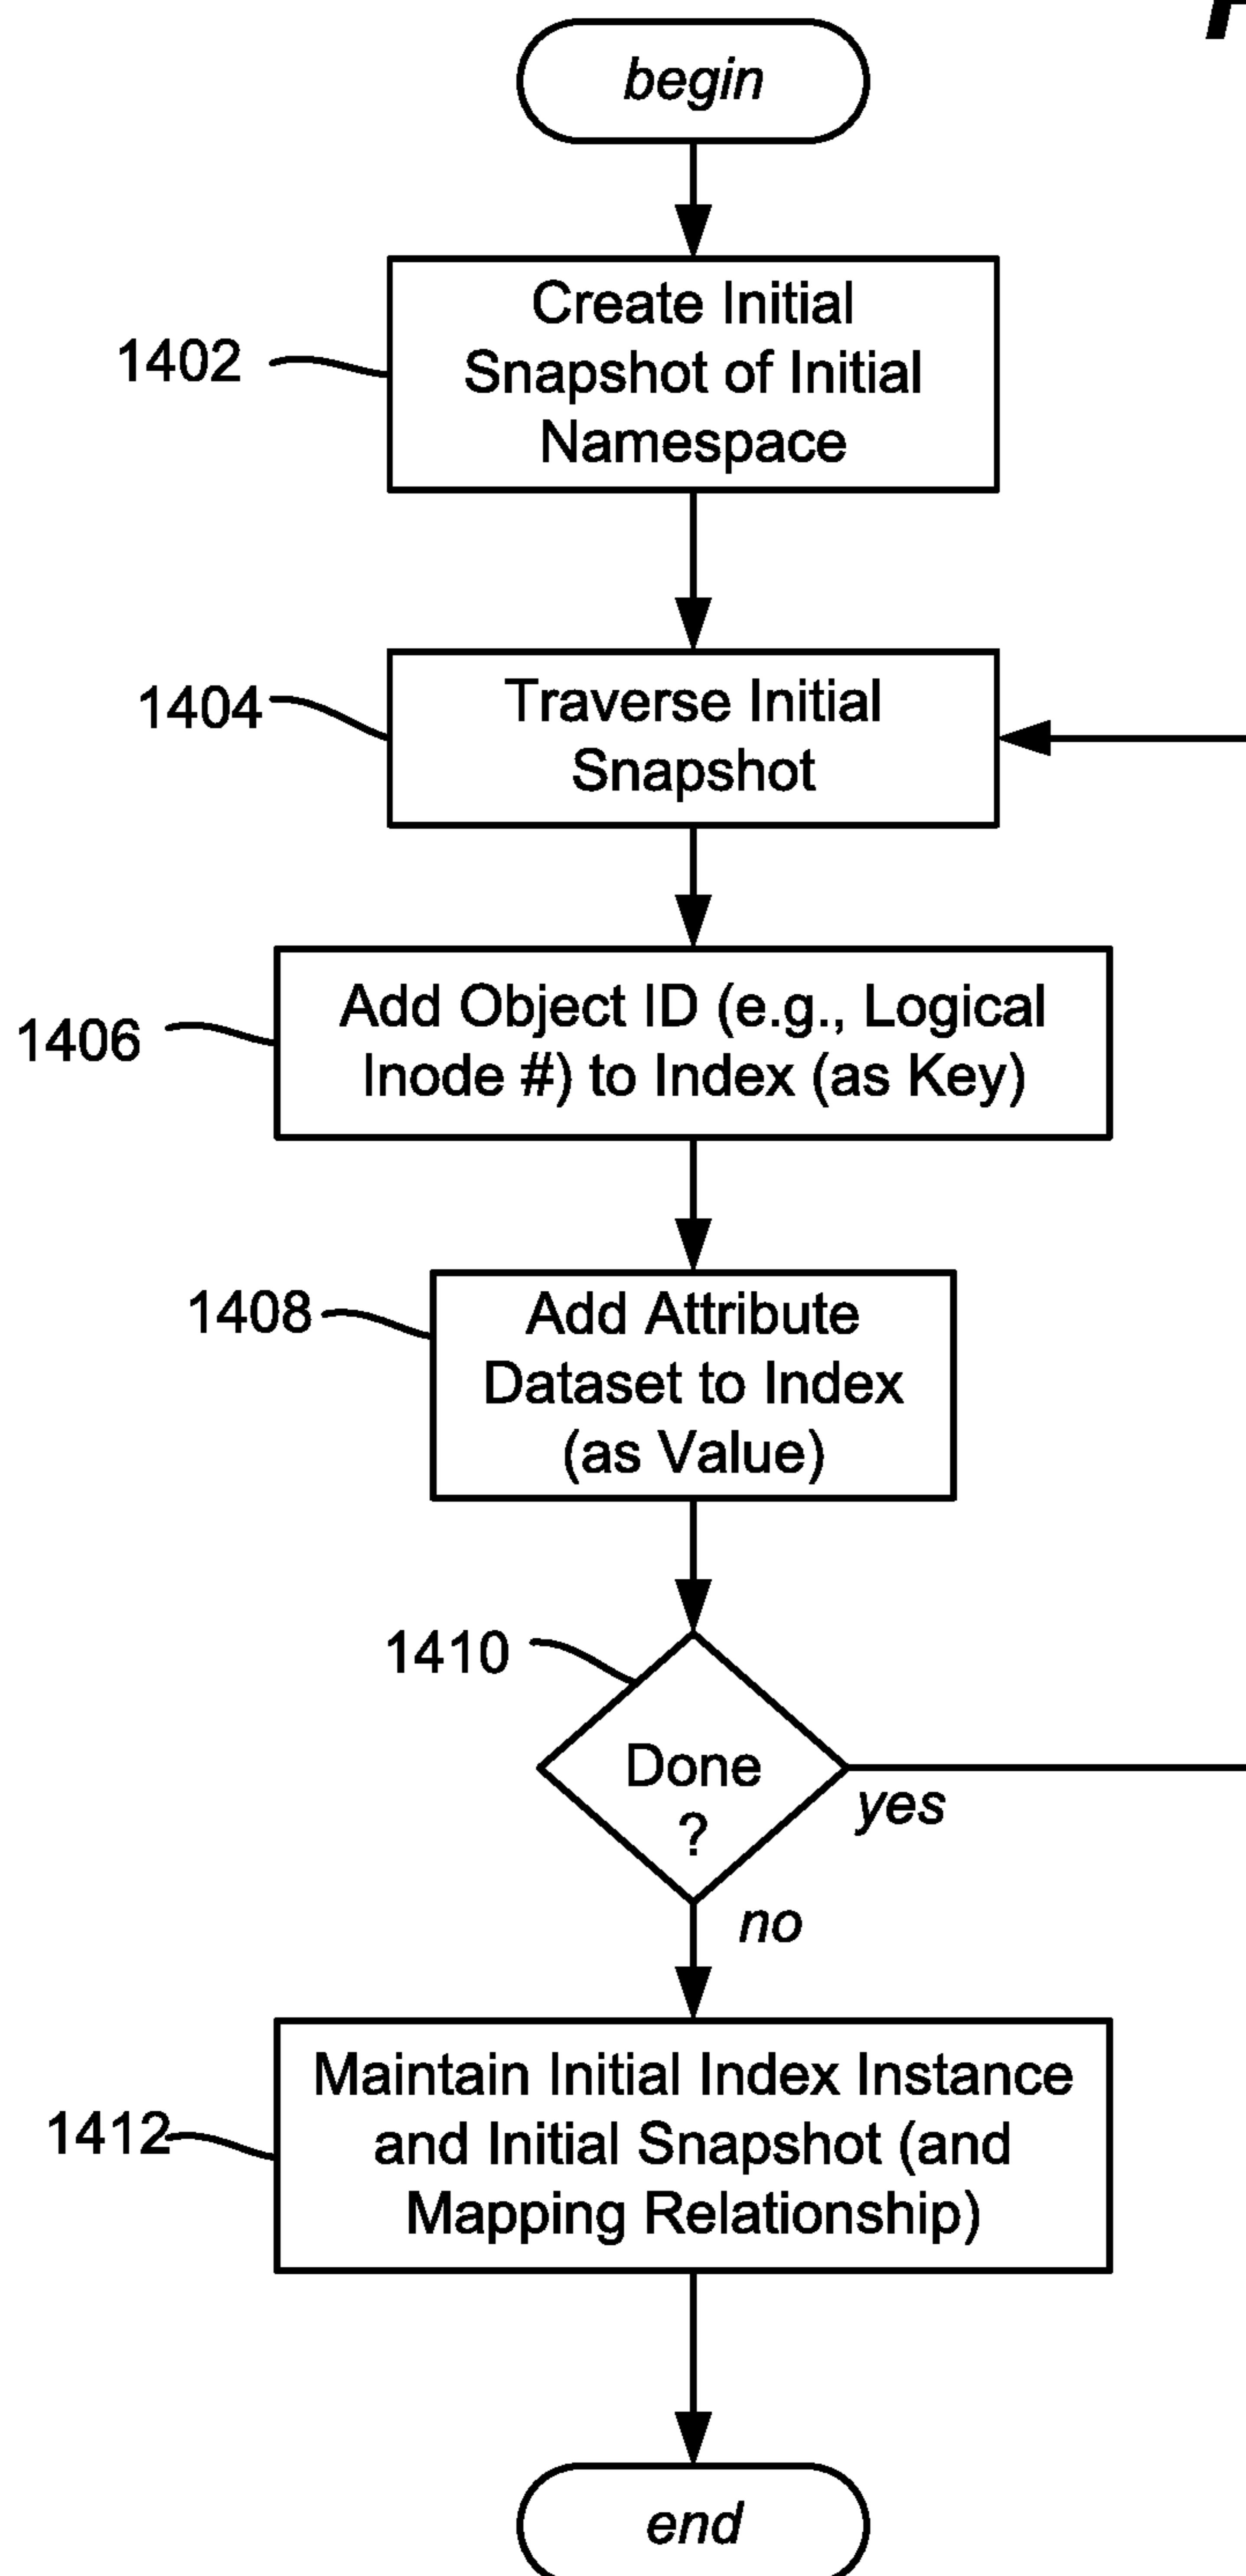 begin
1402
Create Initial
Snapshot of Initial
Namespace
1404
Traverse Initial
Snapshot
1406
Add Object ID (e.g., Logical
Inode #) to Index (as Key)
1408
Add Attribute
Dataset to Index
(as Value)
1410
Done
?
yes
no
1412
Maintain Initial Index Instance
and Initial Snapshot (and
Mapping Relationship)
end